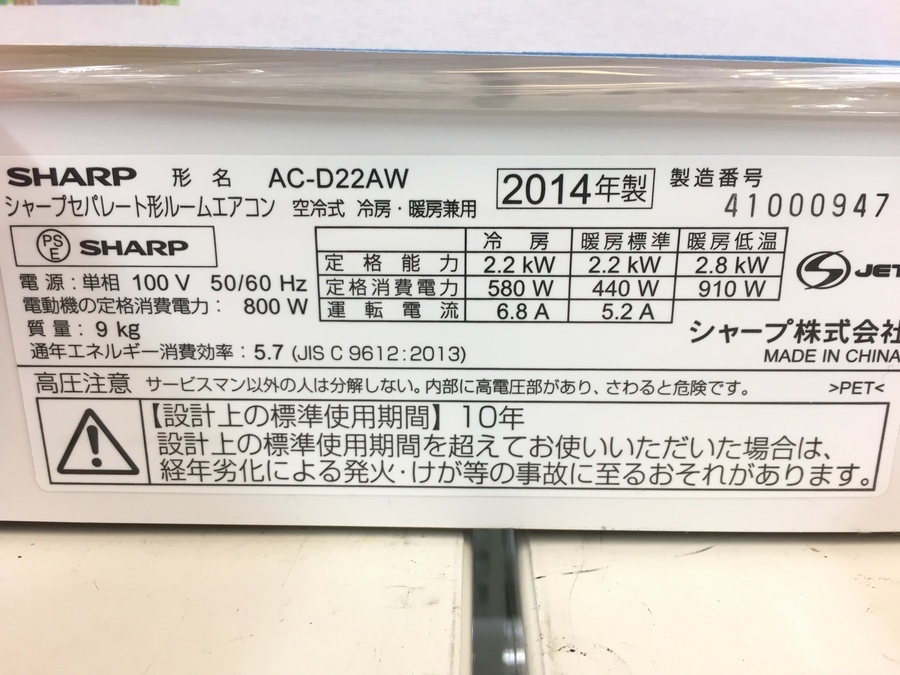 SHARP 形名 AC-D22AW 2014年製 製造番号
シャープセパレート形ルームエアコン 空冷式 冷房・暖房兼用 41000947
PSE SHARP
電源:単相 100 V 50/60 Hz
電動機の定格消費電力: 800 W
質量: 9 kg
通年エネルギー消費効率: 5.7 (JIS C 9612:2013)
冷房 暖房標準 暖房低温
定格能力 2.2 kW 2.2 kW 2.8 kW
定格消費電力 580 W 440 W 910 W
運転電流 6.8 A 5.2 A
JET
シャープ株式会社
MADE IN CHINA
高圧注意 サービスマン以外の人は分解しない。内部に高電圧部があり、さわると危険です。 >PET<
【設計上の標準使用期間】10年
設計上の標準使用期間を超えてお使いいただいた場合は、
経年劣化による発火・けが等の事故に至るおそれがあります。